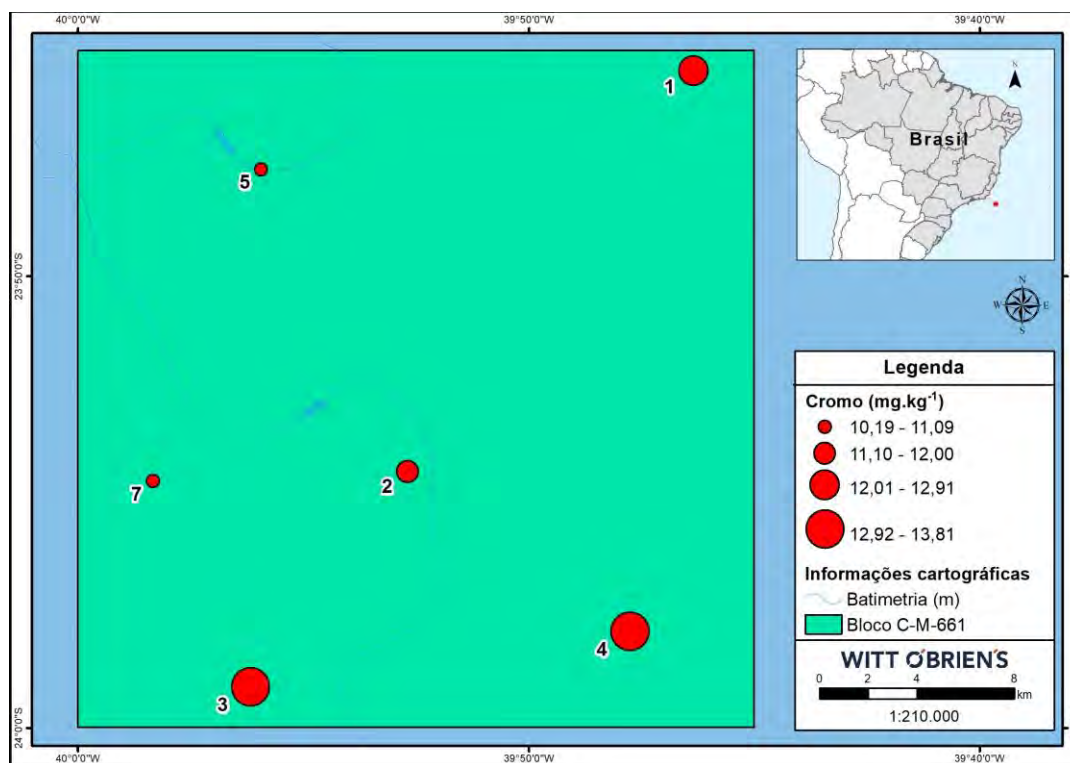 40°0'0"W
39°50'0"W
39°40'0"W
23°50'0"S
24°0'0"S
1
5
2
7
4
3
N
Brasil
N
W
E
S
Legenda
Cromo (mg.kg⁻¹)
10,19 - 11,09
11,10 - 12,00
12,01 - 12,91
12,92 - 13,81
Informações cartográficas
Batimetria (m)
Bloco C-M-661
WITT O'BRIEN'S
0 2 4 8
km
1:210.000
40°0'0"W
39°50'0"W
39°40'0"W